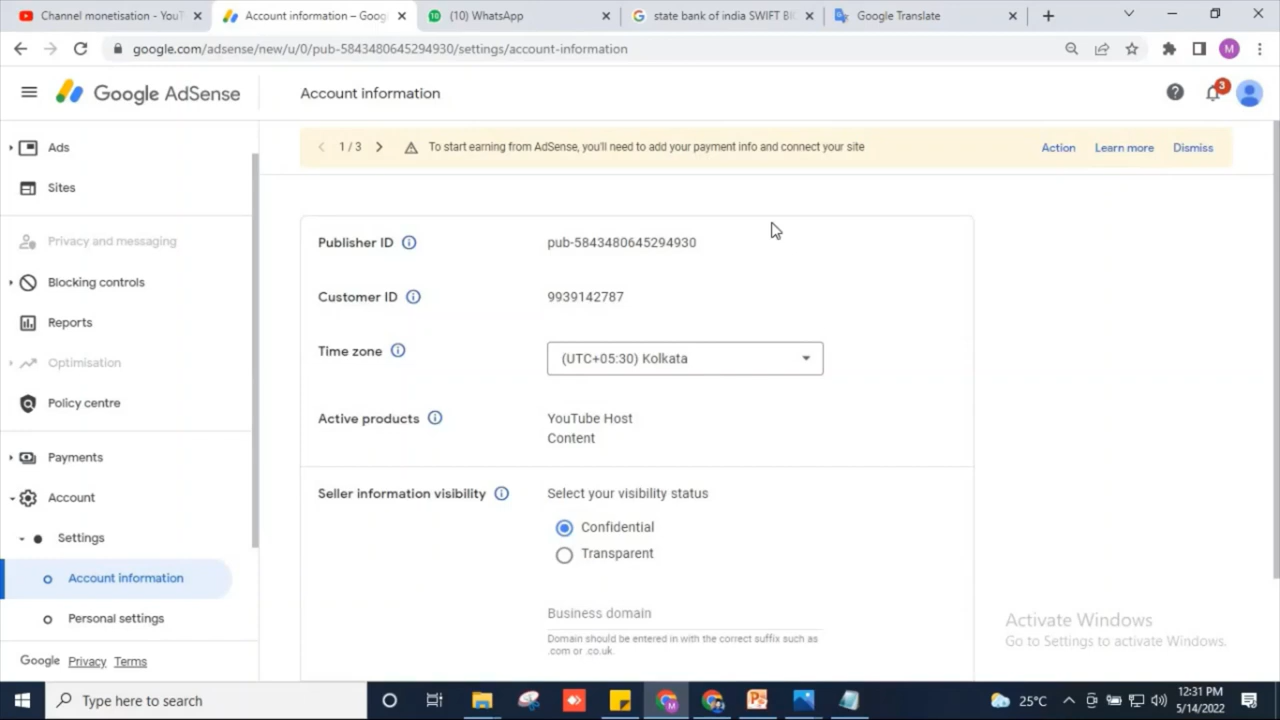 Channel monetisation - YouT
Account information – Goog
(10) WhatsApp
state bank of india SWIFT BI
Google Translate
google.com/adsense/new/u/0/pub-5843480645294930/settings/account-information
M
Google AdSense
Account information
3
Ads
1 / 3
To start earning from AdSense, you'll need to add your payment info and connect your site
Action
Learn more
Dismiss
Sites
Privacy and messaging
Blocking controls
Reports
Optimisation
Policy centre
Payments
Account
Settings
Account information
Personal settings
Google Privacy Terms
Publisher ID
pub-5843480645294930
Customer ID
9939142787
Time zone
(UTC+05:30) Kolkata
Active products
YouTube Host
Content
Seller information visibility
Select your visibility status
Confidential
Transparent
Business domain
Domain should be entered in with the correct suffix such as
.com or .co.uk.
Activate Windows
Go to Settings to activate Windows.
Type here to search
25°C
12:31 PM
5/14/2022